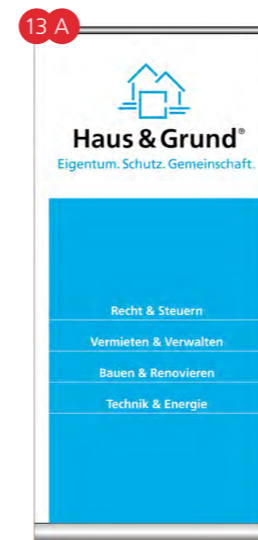 13 A
Haus & Grund®
Eigentum. Schutz. Gemeinschaft.
Recht & Steuern
Vermieten & Verwalten
Bauen & Renovieren
Technik & Energie